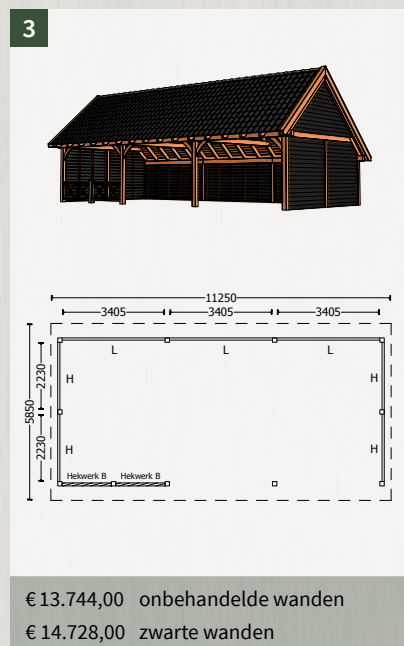 3
11250
3405 3405 3405
L L L
H H
2230
5850
2230
H H
Hekwerk B Hekwerk B
€ 13.744,00 onbehandelde wanden
€ 14.728,00 zwarte wanden